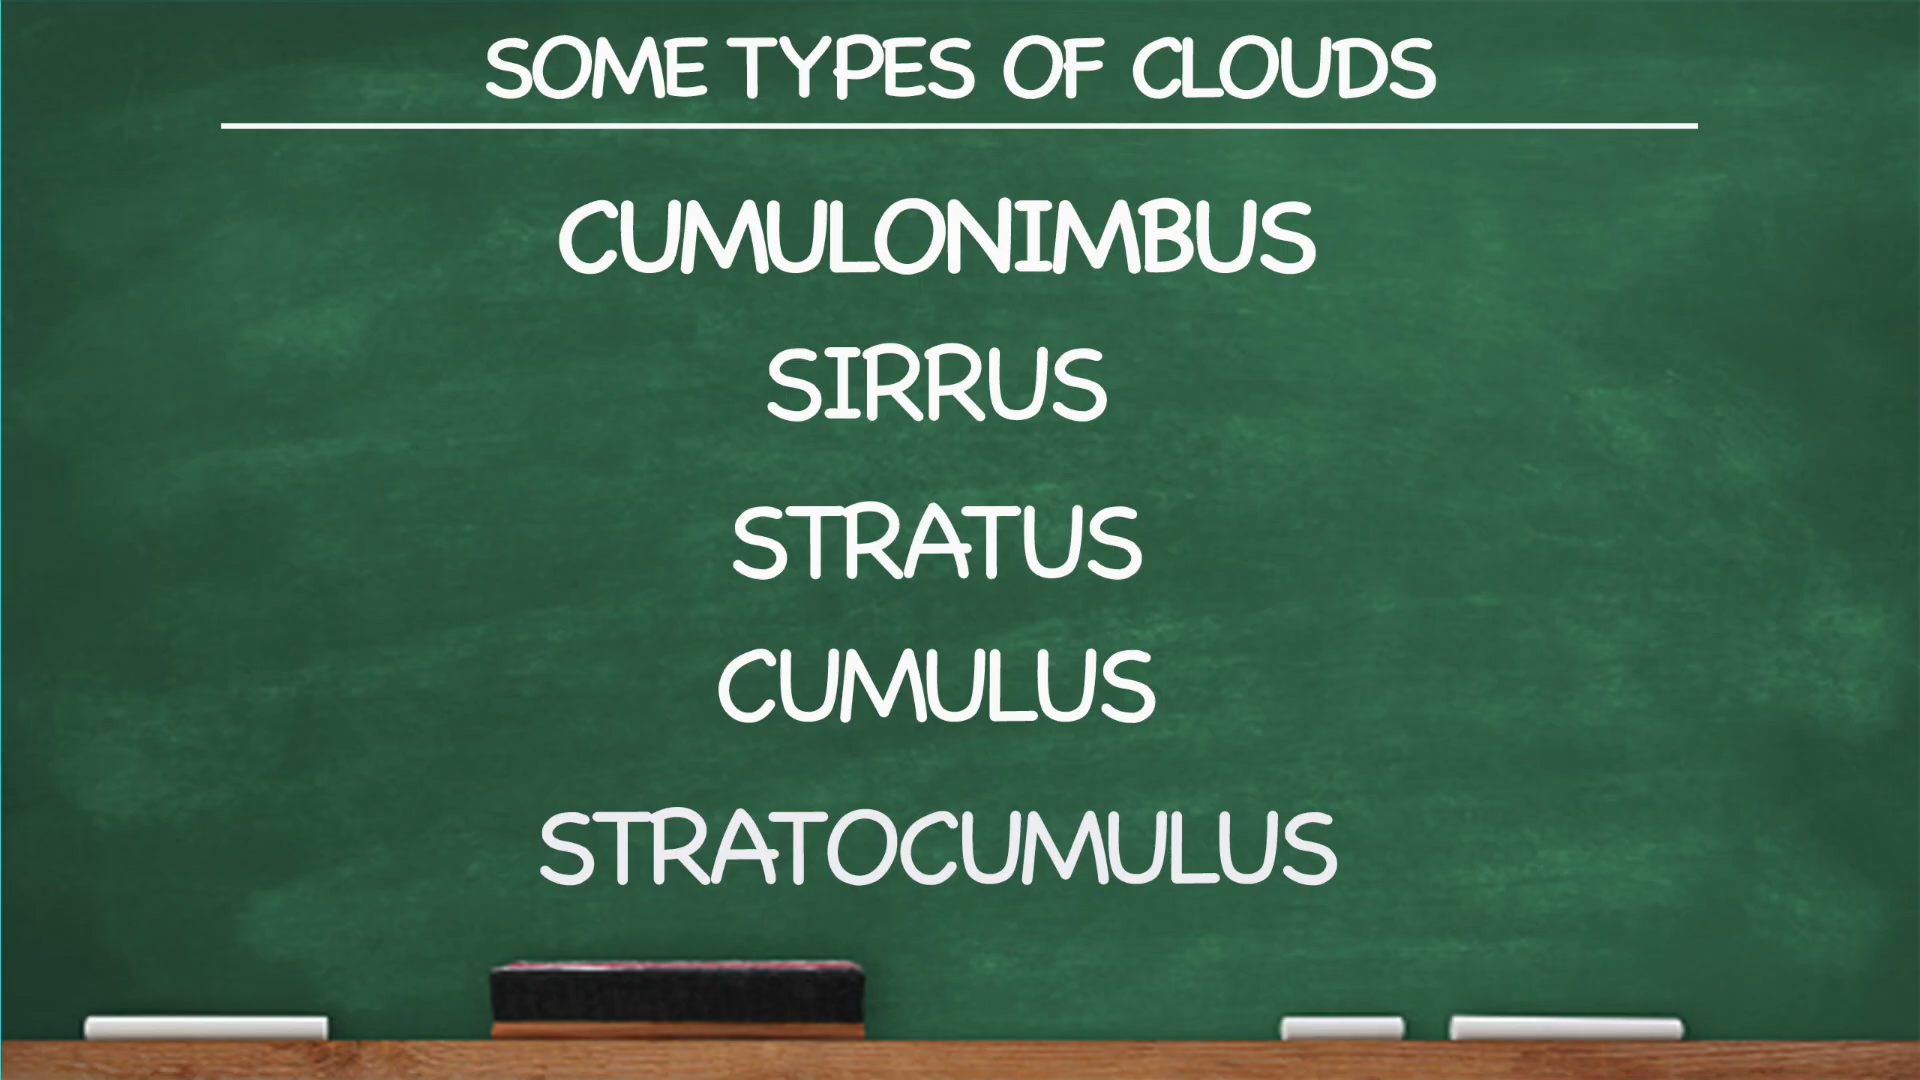 SOME TYPES OF CLOUDS
CUMULONIMBUS
SIRRUS
STRATUS
CUMULUS
STRATOCUMULUS